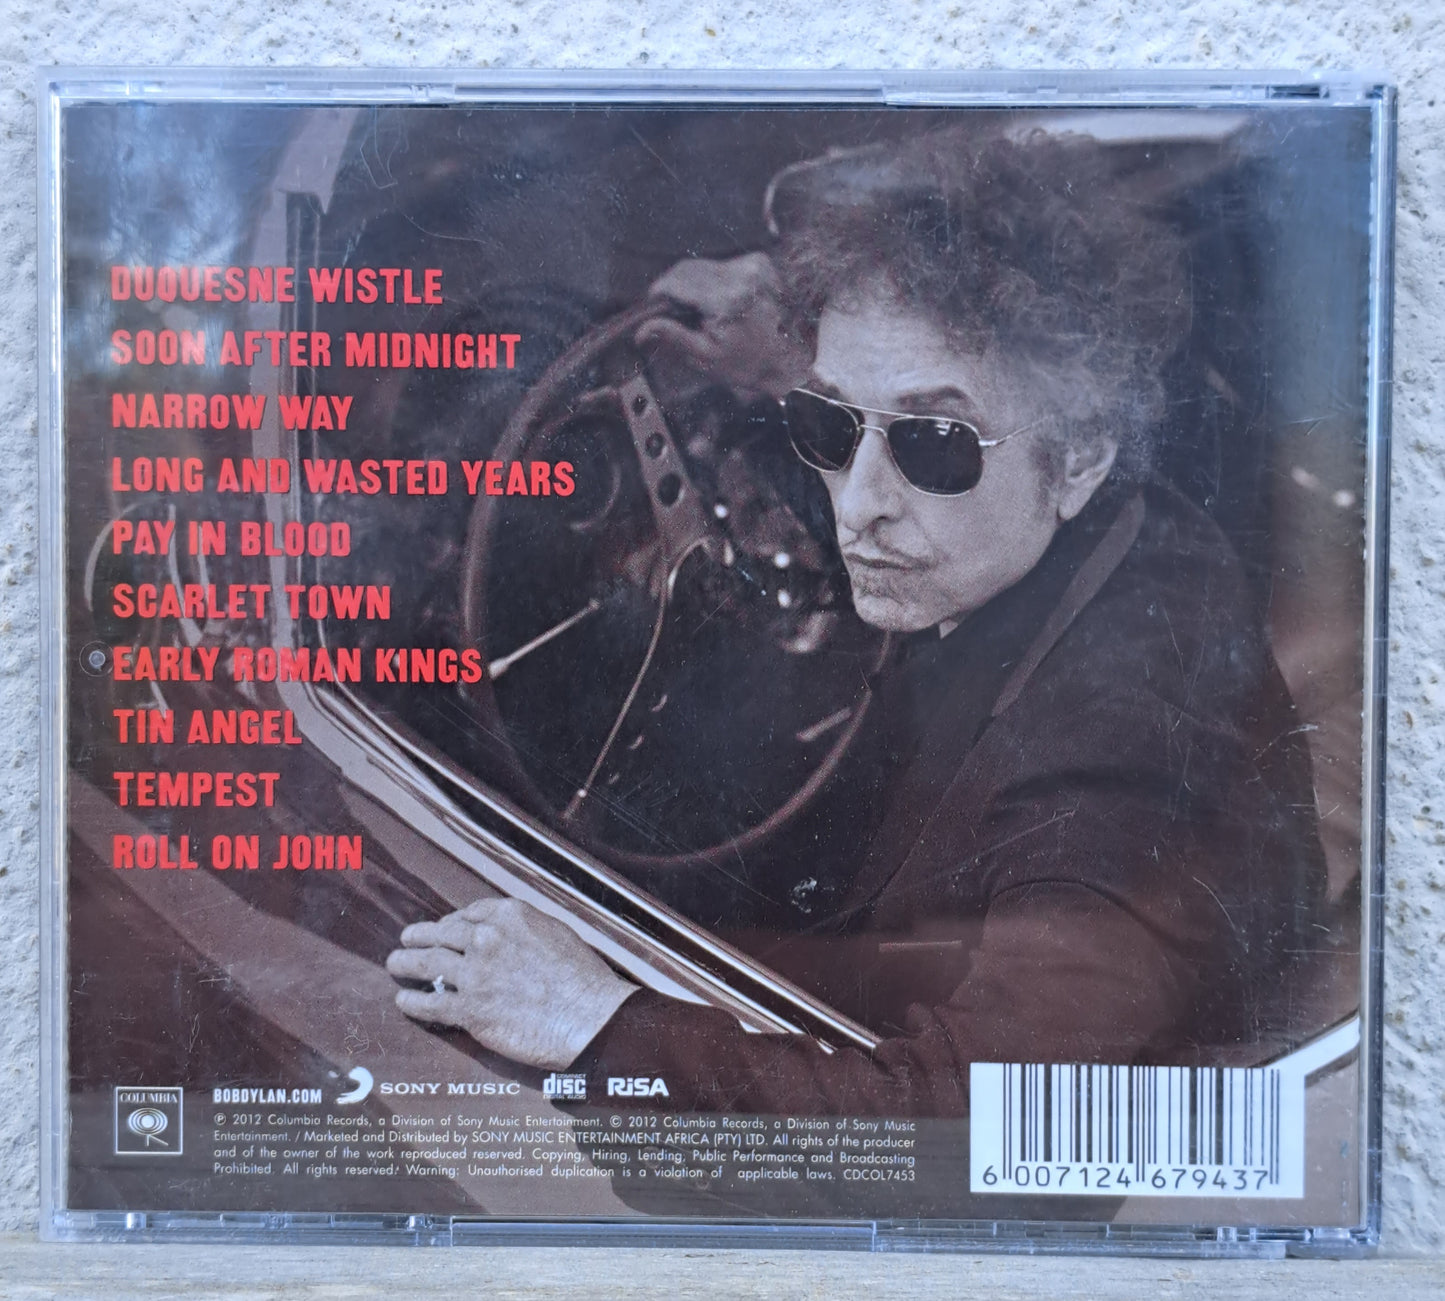 DUQUESNE WISTLE
SOON AFTER MIDNIGHT
NARROW WAY
LONG AND WASTED YEARS
PAY IN BLOOD
SCARLET TOWN
EARLY ROMAN KINGS
TIN ANGEL
TEMPEST
ROLL ON JOHN
COLUMBIA
BOBDYLAN.COM
SONY MUSIC
COMPACT
disc
DIGITAL AUDIO
RiSA
℗ 2012 Columbia Records, a Division of Sony Music Entertainment. © 2012 Columbia Records, a Division of Sony Music
Entertainment. / Marketed and Distributed by SONY MUSIC ENTERTAINMENT AFRICA (PTY) LTD. All rights of the producer
and of the owner of the work reproduced reserved. Copying, Hiring, Lending, Public Performance and Broadcasting
Prohibited. All rights reserved. Warning: Unauthorised duplication is a violation of applicable laws. CDCOL7453
6 007124 679437